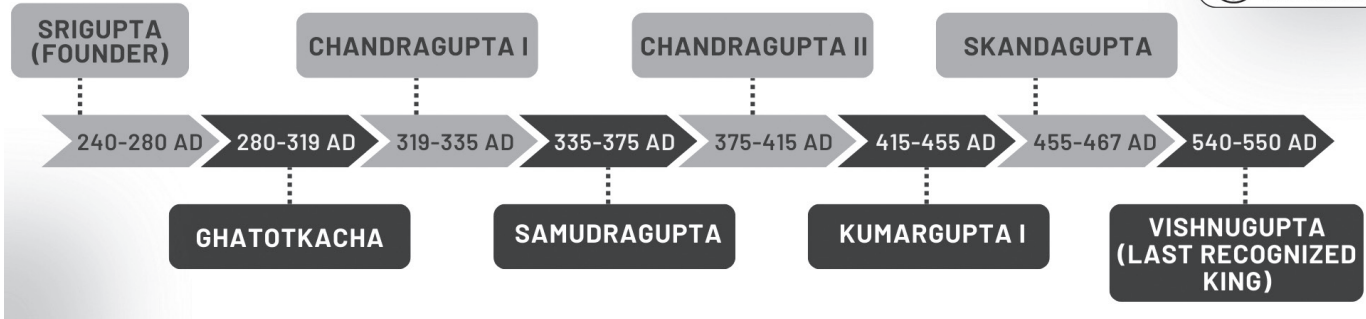 SRIGUPTA
(FOUNDER)
CHANDRAGUPTA I
CHANDRAGUPTA II
SKANDAGUPTA
240-280 AD
280-319 AD
319-335 AD
335-375 AD
375-415 AD
415-455 AD
455-467 AD
540-550 AD
GHATOTKACHA
SAMUDRAGUPTA
KUMARGUPTA I
VISHNUGUPTA
(LAST RECOGNIZED
KING)